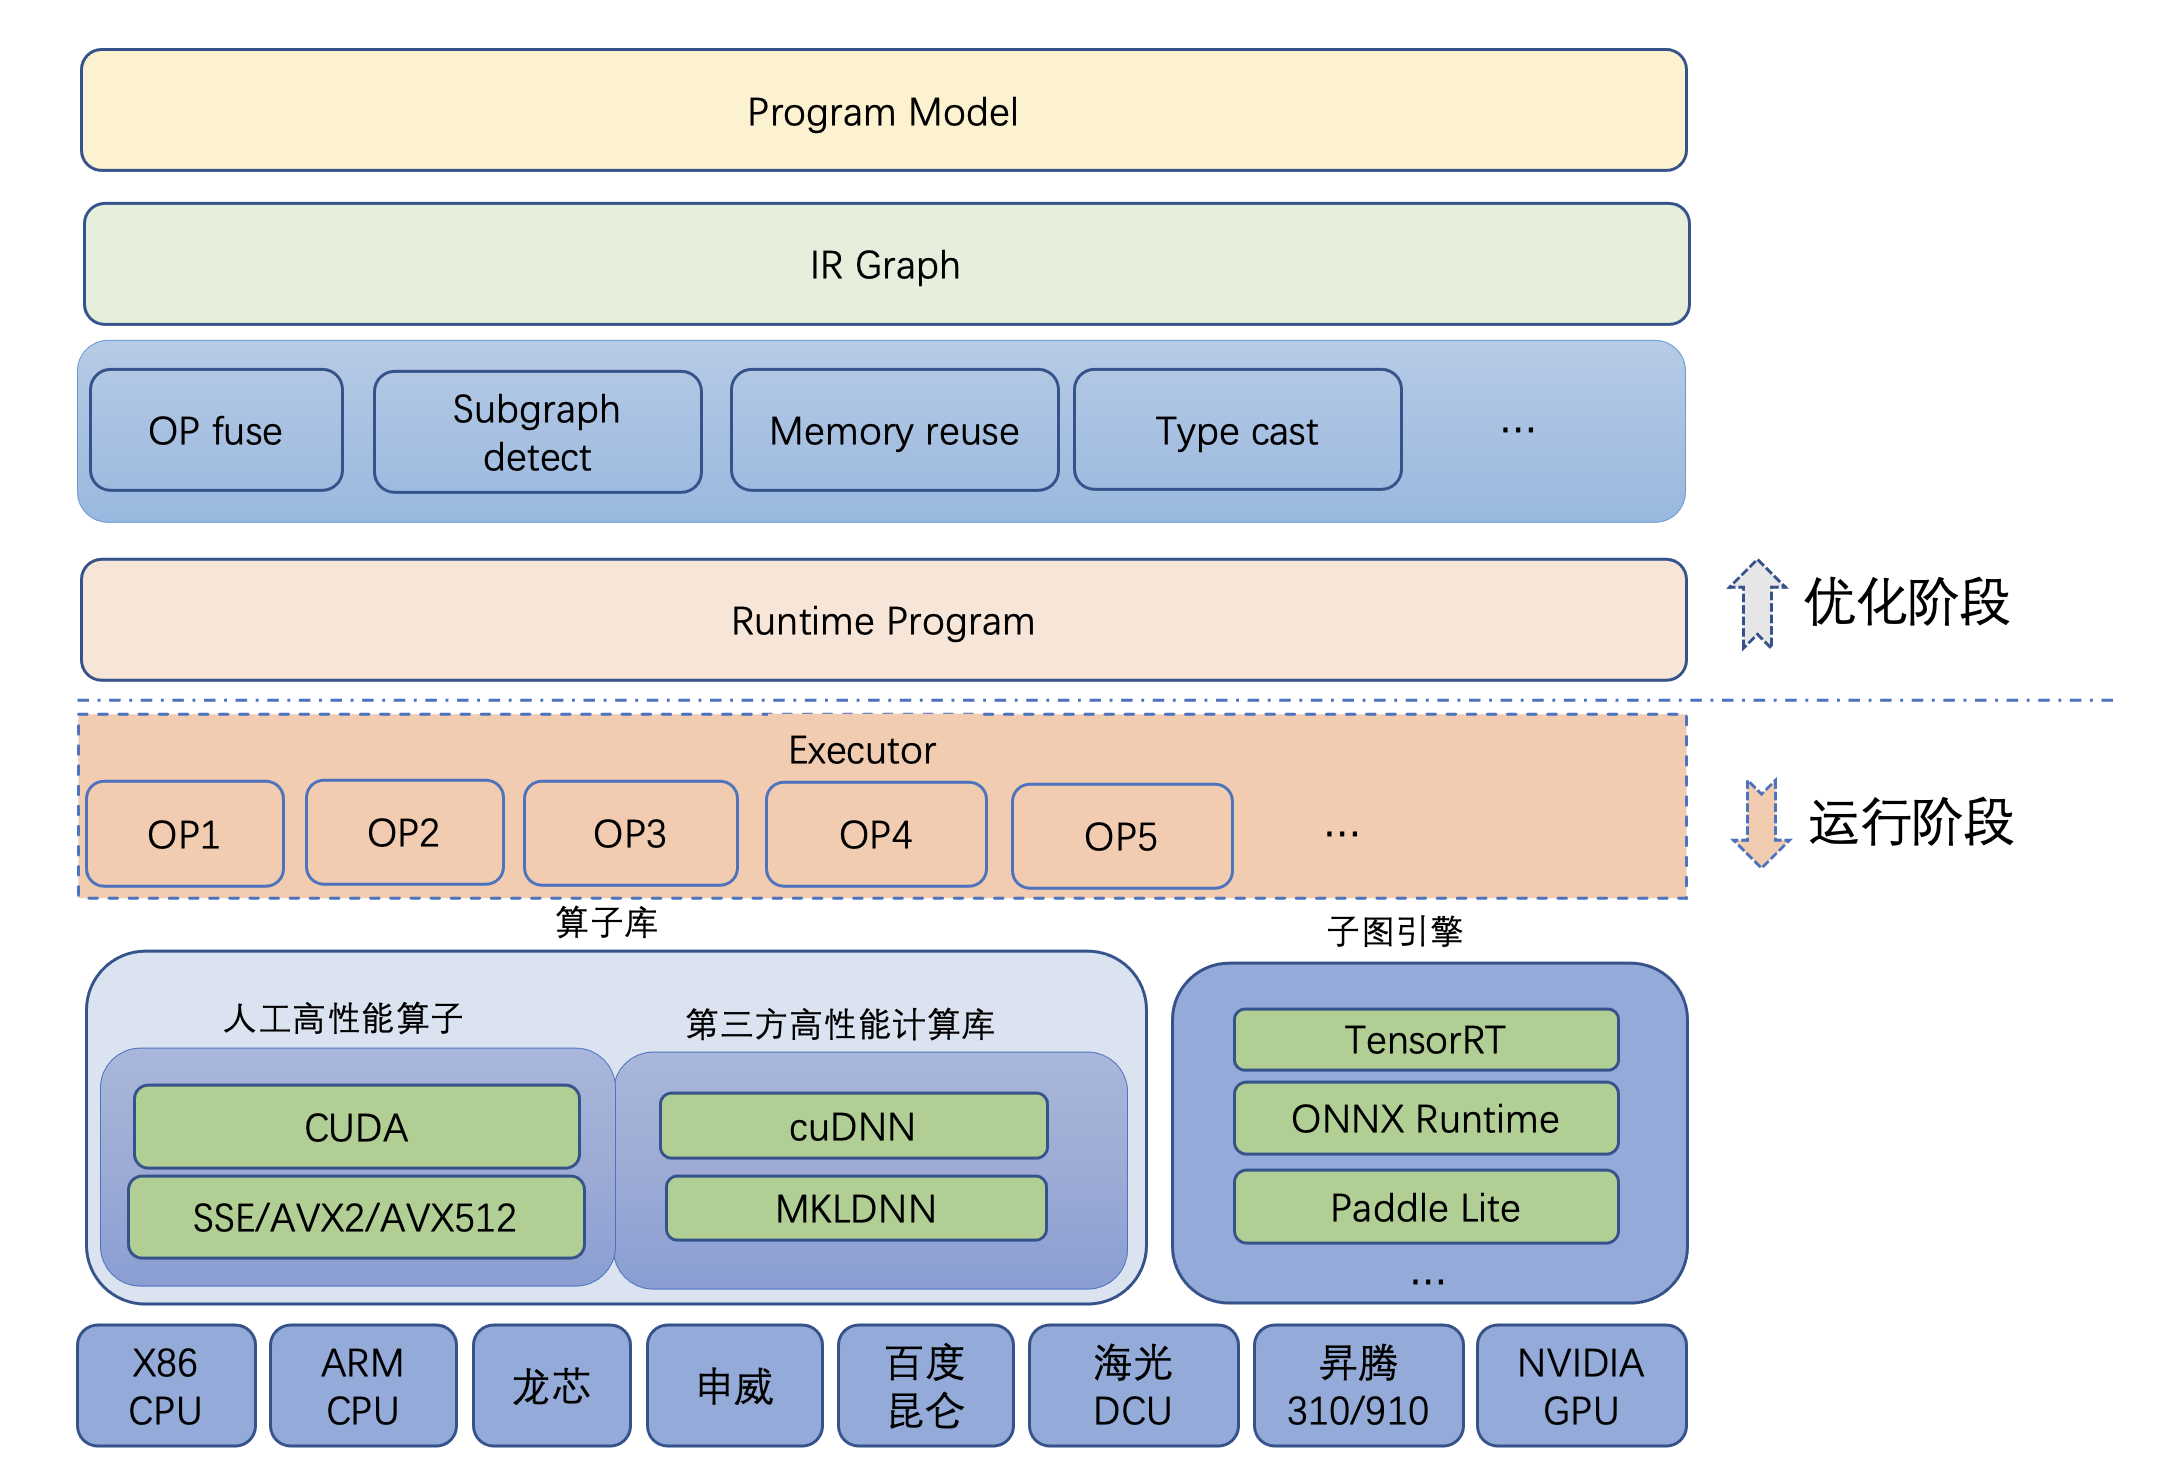 Program Model
IR Graph
OP fuse
Subgraph
detect
Memory reuse
Type cast
...
Runtime Program
优化阶段
Executor
OP1
OP2
OP3
OP4
OP5
...
运行阶段
算子库
子图引擎
人工高性能算子
第三方高性能计算库
CUDA
SSE/AVX2/AVX512
cuDNN
MKLDNN
TensorRT
ONNX Runtime
Paddle Lite
...
X86
CPU
ARM
CPU
龙芯
申威
百度
昆仑
海光
DCU
昇腾
310/910
NVIDIA
GPU